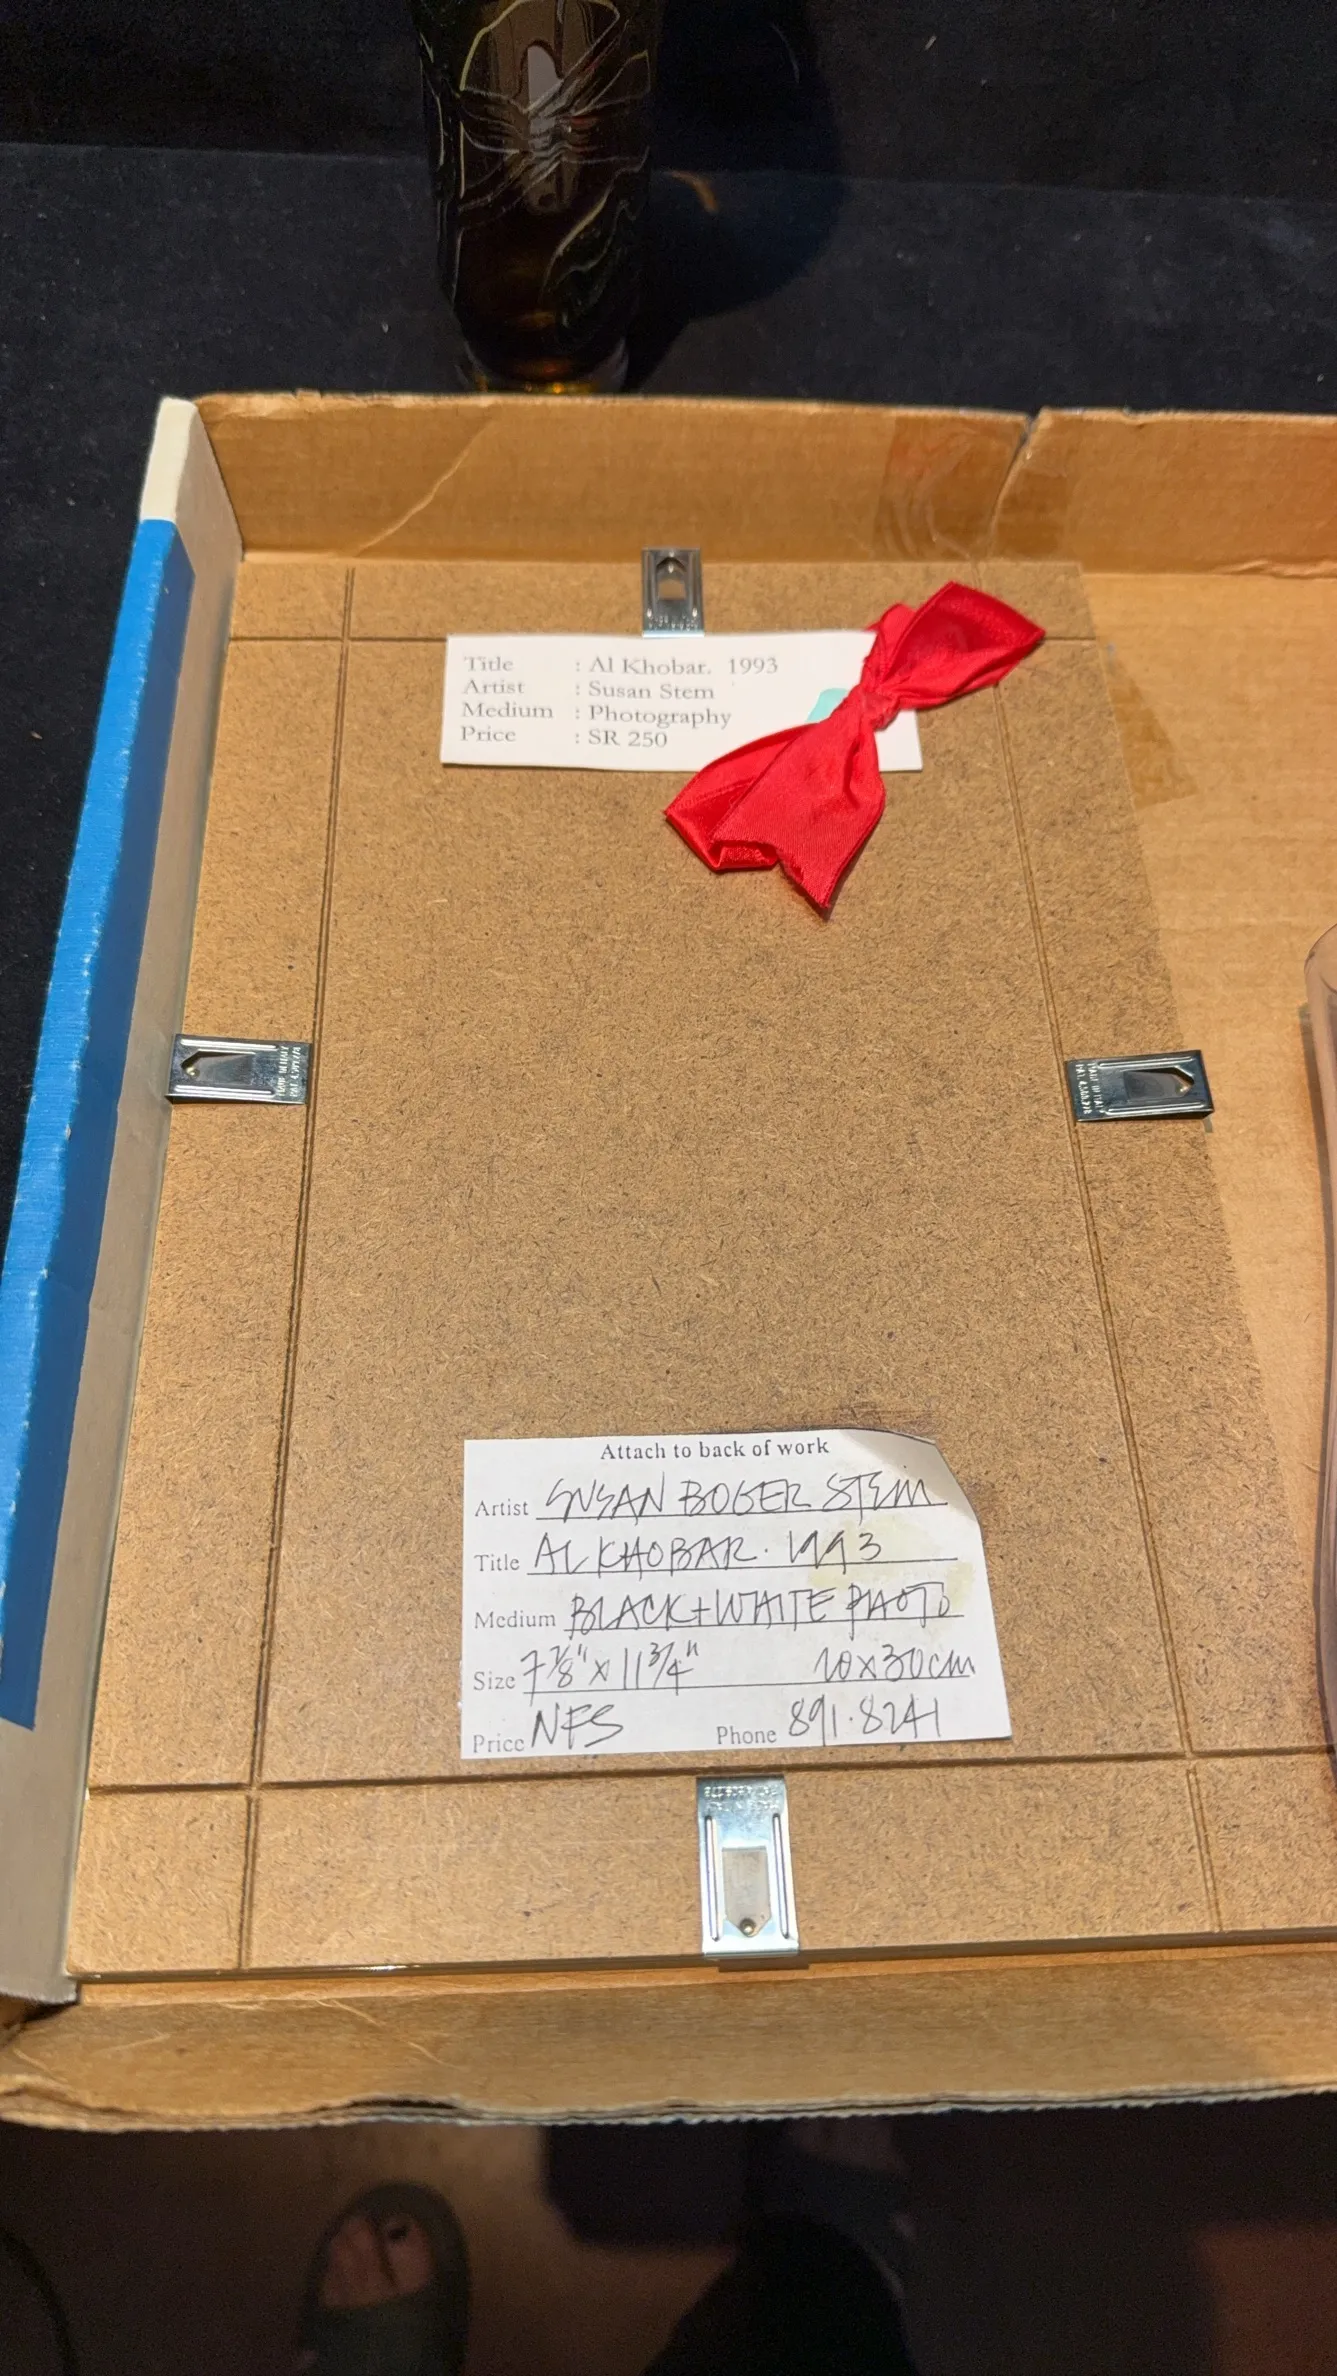 Title : Al Khobar. 1993
Artist : Susan Stem
Medium : Photography
Price : SR 250
Attach to back of work
Artist SUSAN BOGER STEM
Title AL KHOBAR. 1993
Medium BLACK+WHITE PHOTO
Size 7 7/8" x 11 3/4" 20x30cm
Price NFS Phone 891.8241